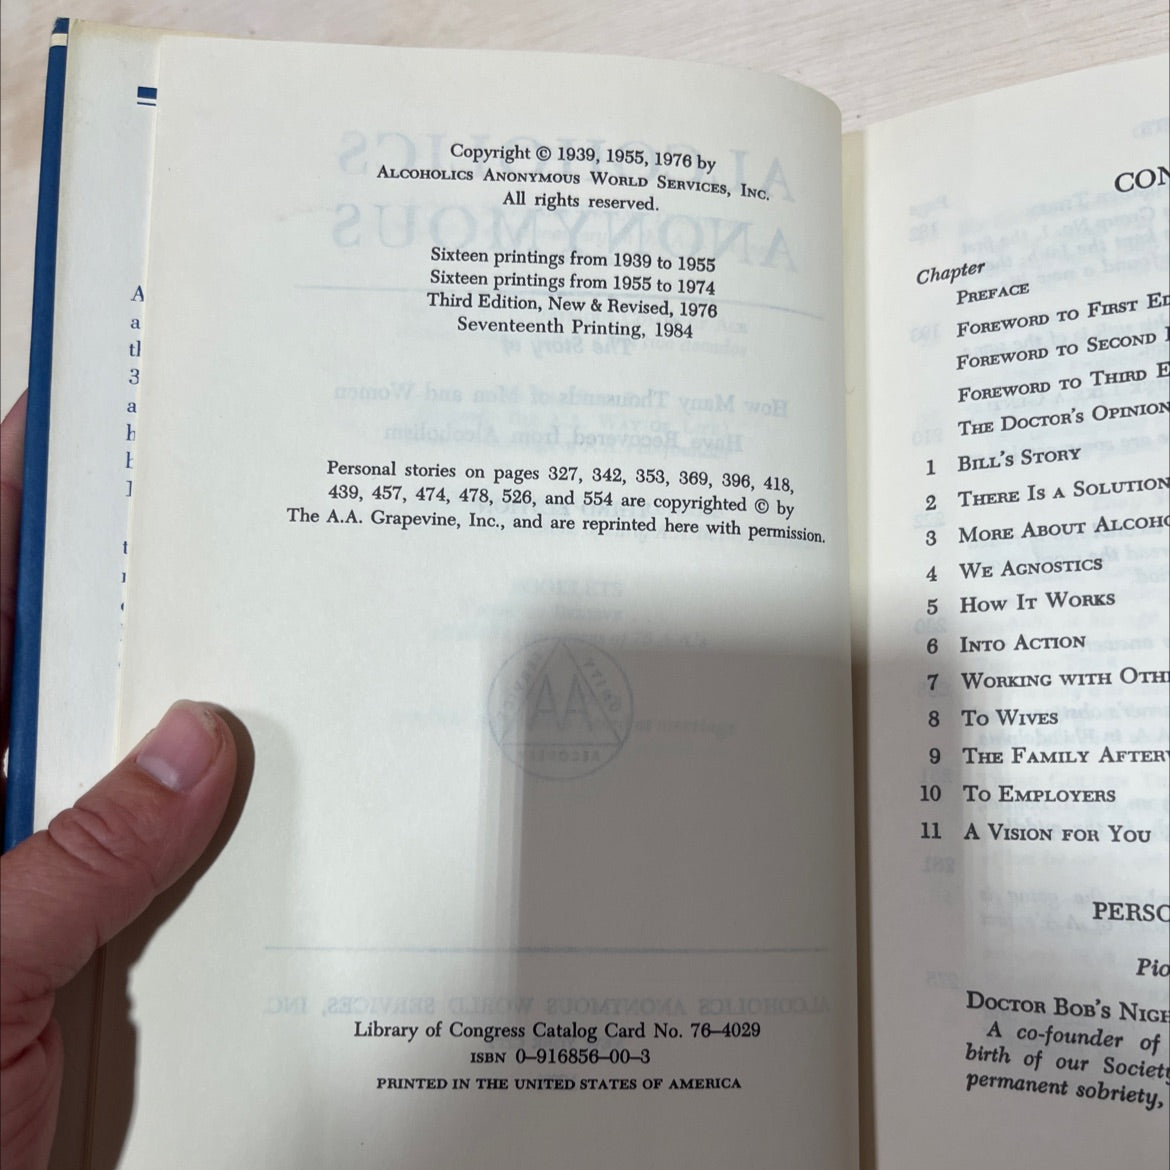 Copyright © 1939, 1955, 1976 by
ALCOHOLICS ANONYMOUS WORLD SERVICES, INC.
All rights reserved.
Sixteen printings from 1939 to 1955
Sixteen printings from 1955 to 1974
Third Edition, New & Revised, 1976
Seventeenth Printing, 1984
Personal stories on pages 327, 342, 353, 369, 396, 418,
439, 457, 474, 478, 526, and 554 are copyrighted © by
The A.A. Grapevine, Inc., and are reprinted here with permission.
Library of Congress Catalog Card No. 76–4029
ISBN 0–916856–00–3
PRINTED IN THE UNITED STATES OF AMERICA
CON
Chapter
PREFACE
FOREWORD TO FIRST ED
FOREWORD TO SECOND
FOREWORD TO THIRD E
THE DOCTOR'S OPINION
1 BILL'S STORY
2 THERE IS A SOLUTION
3 MORE ABOUT ALCOHO
4 WE AGNOSTICS
5 HOW IT WORKS
6 INTO ACTION
7 WORKING WITH OTH
8 TO WIVES
9 THE FAMILY AFTER
10 TO EMPLOYERS
11 A VISION FOR YOU
PERSO
Pio
DOCTOR BOB'S NIGH
A co-founder of
birth of our Societ
permanent sobriety,